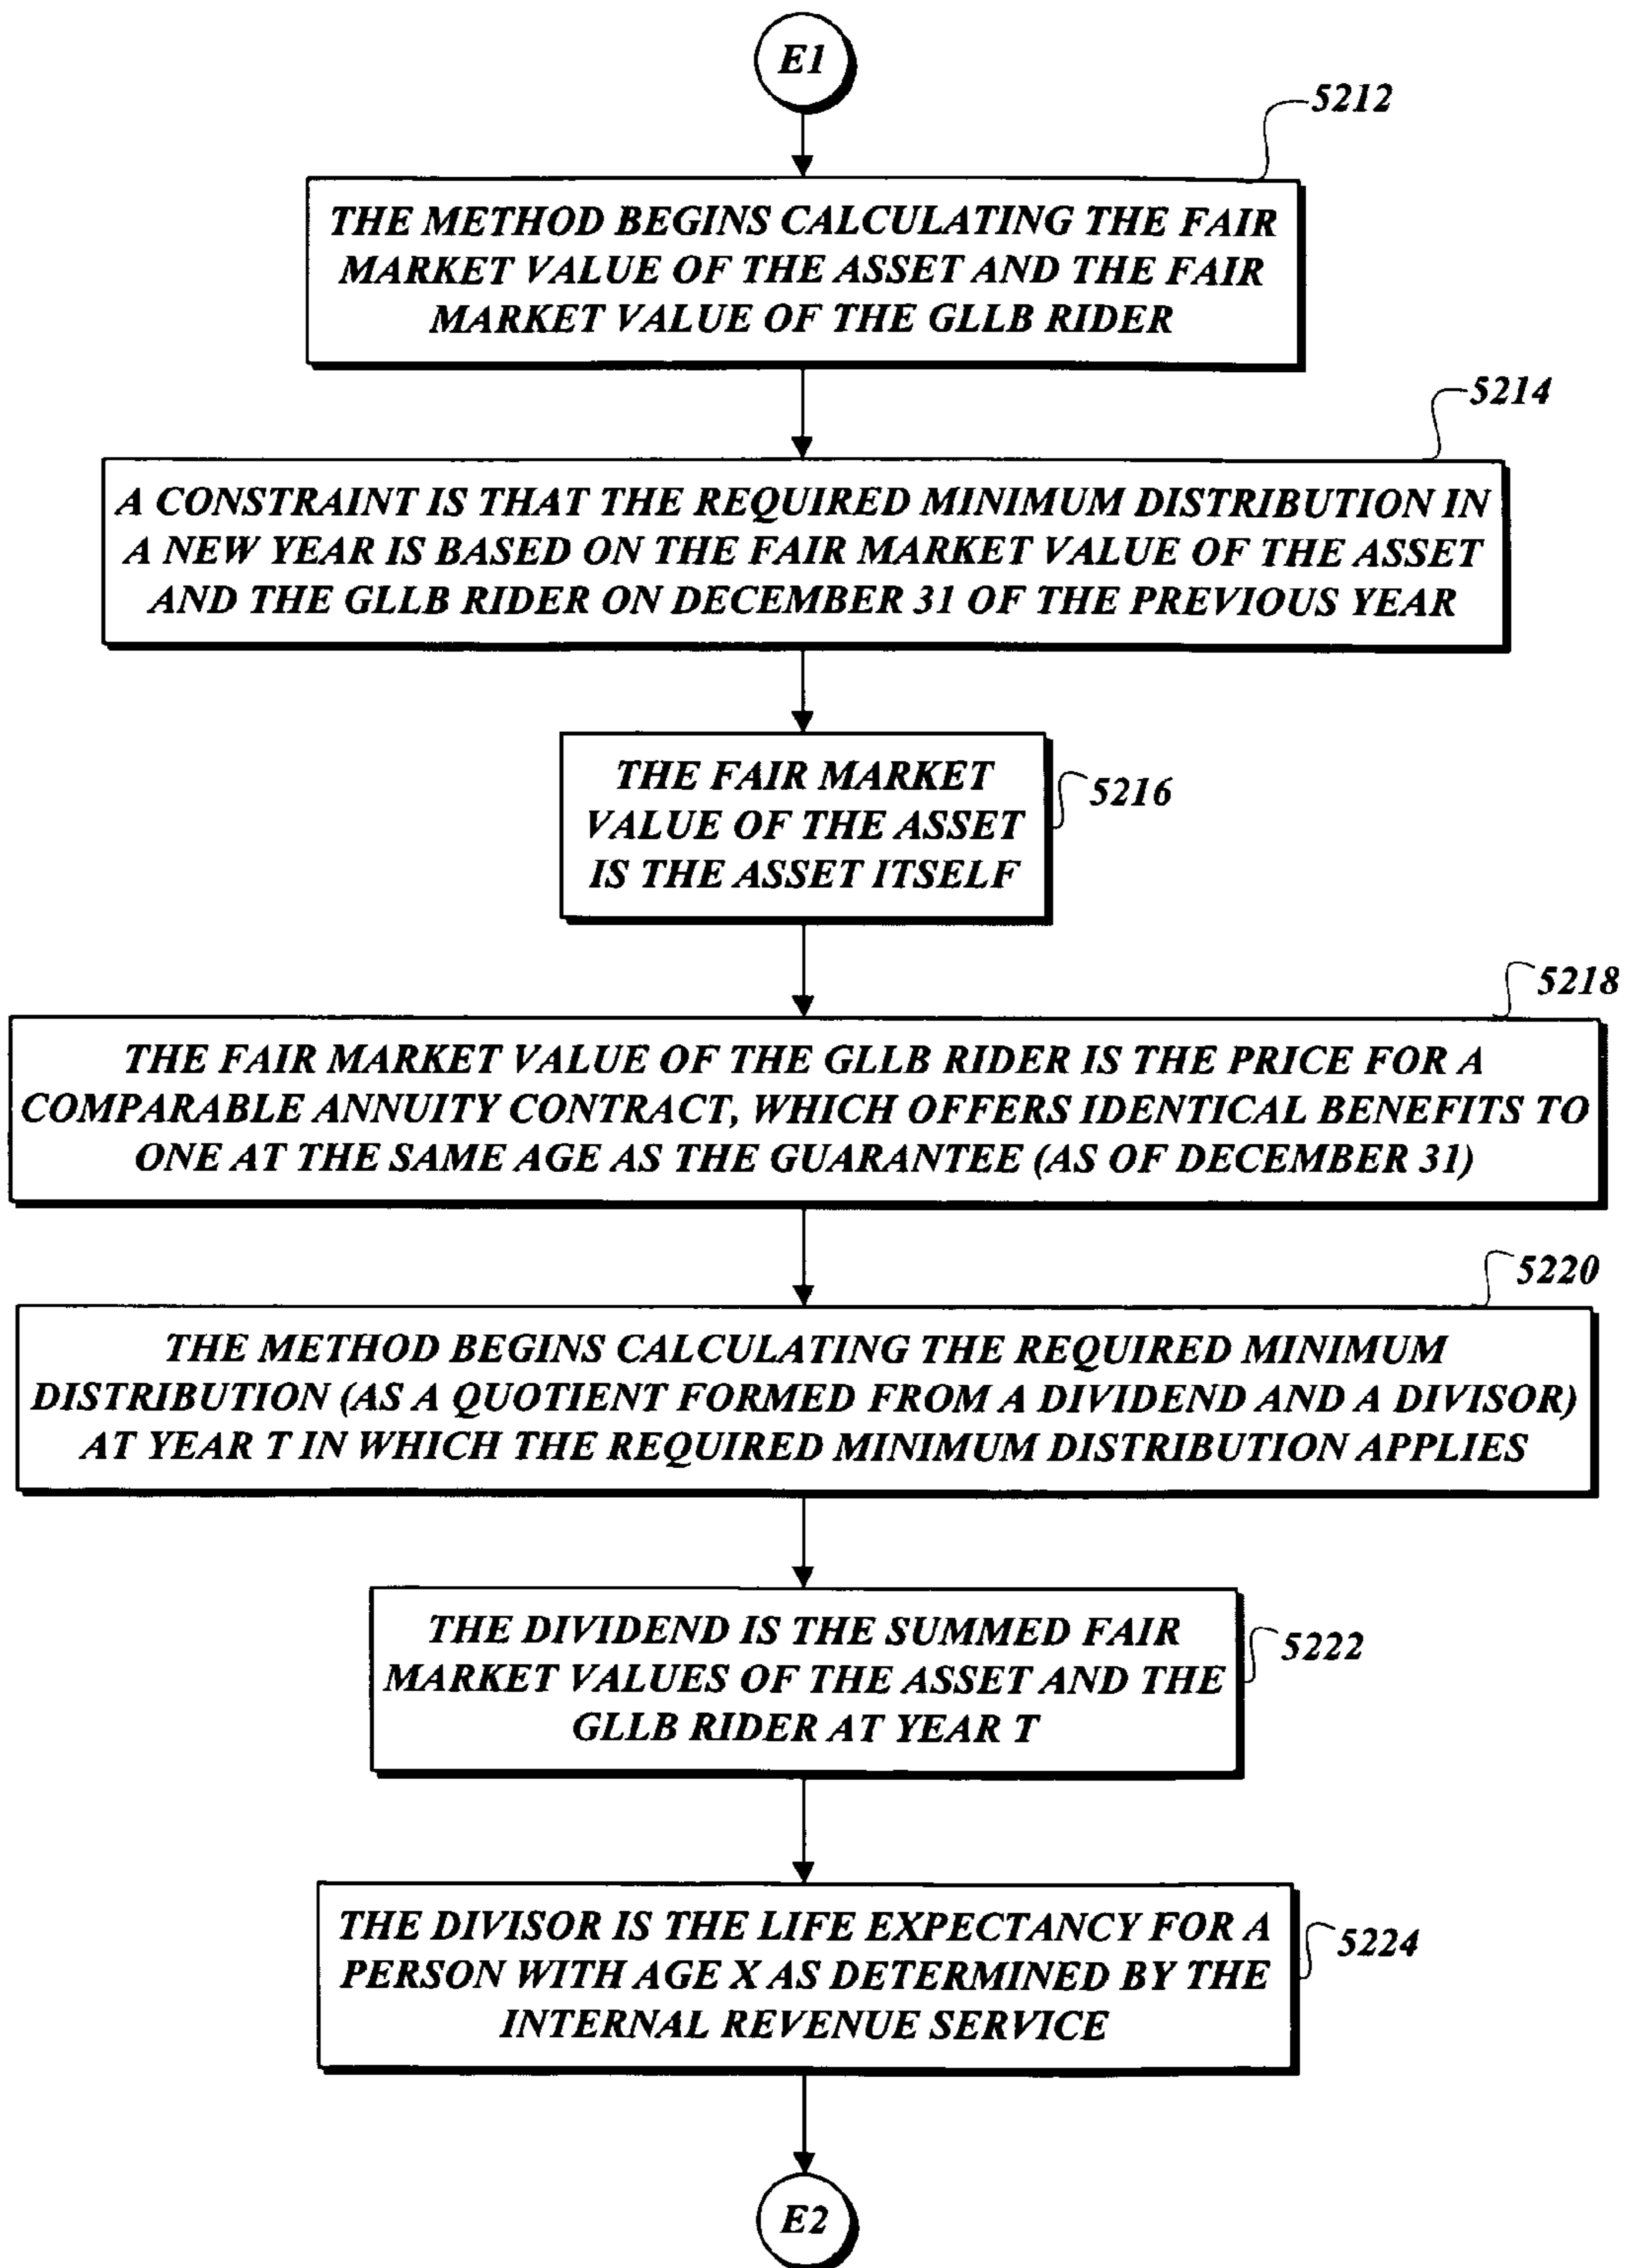 E1
5212
THE METHOD BEGINS CALCULATING THE FAIR
MARKET VALUE OF THE ASSET AND THE FAIR
MARKET VALUE OF THE GLLB RIDER
5214
A CONSTRAINT IS THAT THE REQUIRED MINIMUM DISTRIBUTION IN
A NEW YEAR IS BASED ON THE FAIR MARKET VALUE OF THE ASSET
AND THE GLLB RIDER ON DECEMBER 31 OF THE PREVIOUS YEAR
THE FAIR MARKET
VALUE OF THE ASSET
IS THE ASSET ITSELF
5216
5218
THE FAIR MARKET VALUE OF THE GLLB RIDER IS THE PRICE FOR A
COMPARABLE ANNUITY CONTRACT, WHICH OFFERS IDENTICAL BENEFITS TO
ONE AT THE SAME AGE AS THE GUARANTEE (AS OF DECEMBER 31)
5220
THE METHOD BEGINS CALCULATING THE REQUIRED MINIMUM
DISTRIBUTION (AS A QUOTIENT FORMED FROM A DIVIDEND AND A DIVISOR)
AT YEAR T IN WHICH THE REQUIRED MINIMUM DISTRIBUTION APPLIES
THE DIVIDEND IS THE SUMMED FAIR
MARKET VALUES OF THE ASSET AND THE
GLLB RIDER AT YEAR T
5222
THE DIVISOR IS THE LIFE EXPECTANCY FOR A
PERSON WITH AGE X AS DETERMINED BY THE
INTERNAL REVENUE SERVICE
5224
E2